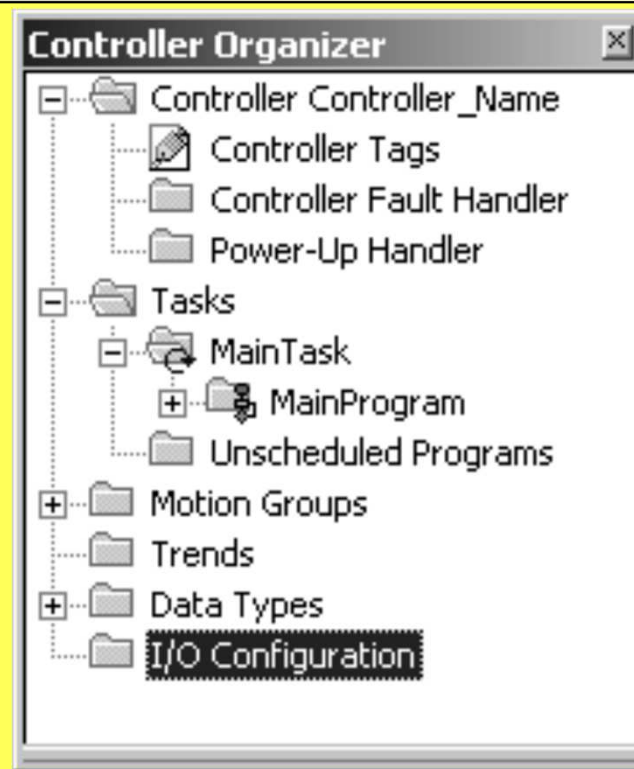 Controller Organizer
Controller Controller_Name
Controller Tags
Controller Fault Handler
Power-Up Handler
Tasks
MainTask
MainProgram
Unscheduled Programs
Motion Groups
Trends
Data Types
I/O Configuration